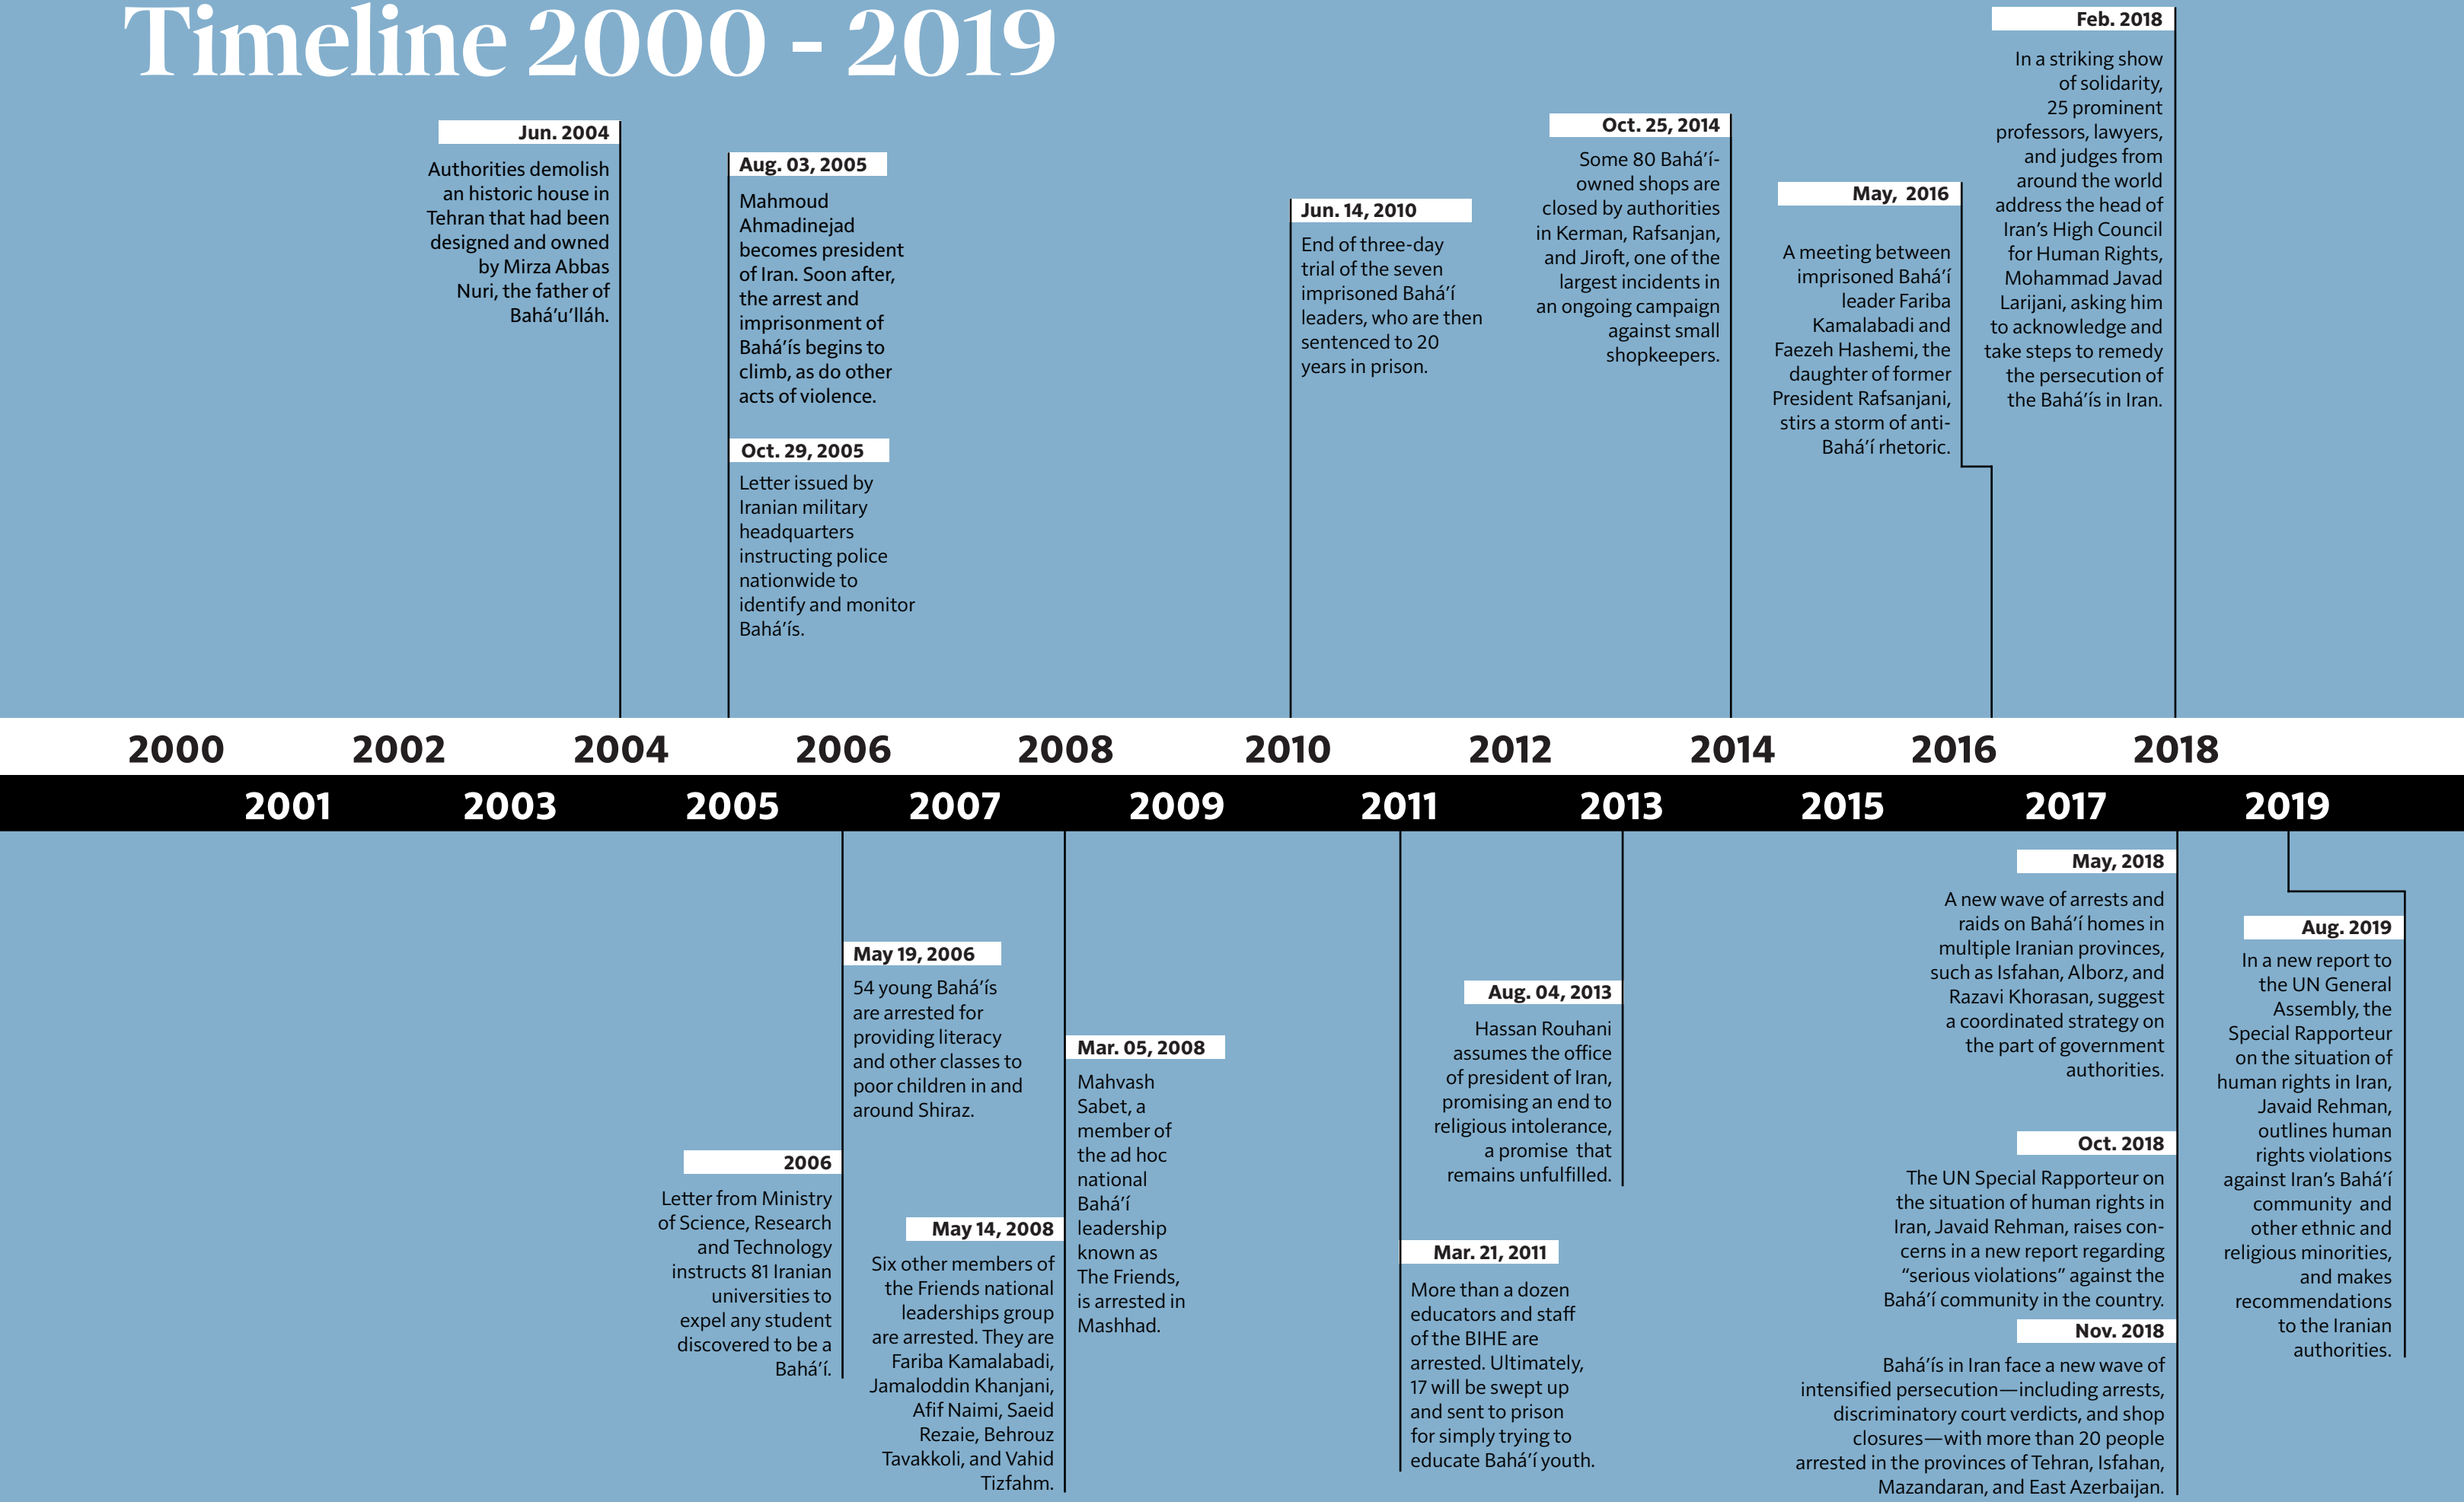 Timeline 2000 - 2019
Jun. 2004
Authorities demolish
an historic house in
Tehran that had been
designed and owned
by Mirza Abbas
Nuri, the father of
Bahá’u’lláh.
Aug. 03, 2005
Mahmoud
Ahmadinejad
becomes president
of Iran. Soon after,
the arrest and
imprisonment of
Bahá’ís begins to
climb, as do other
acts of violence.
Oct. 29, 2005
Letter issued by
Iranian military
headquarters
instructing police
nationwide to
identify and monitor
Bahá’ís.
Jun. 14, 2010
End of three-day
trial of the seven
imprisoned Bahá’í
leaders, who are then
sentenced to 20
years in prison.
Oct. 25, 2014
Some 80 Bahá’í-
owned shops are
closed by authorities
in Kerman, Rafsanjan,
and Jiroft, one of the
largest incidents in
an ongoing campaign
against small
shopkeepers.
May, 2016
A meeting between
imprisoned Bahá’í
leader Fariba
Kamalabadi and
Faezeh Hashemi, the
daughter of former
President Rafsanjani,
stirs a storm of anti-
Bahá’í rhetoric.
Feb. 2018
In a striking show
of solidarity,
25 prominent
professors, lawyers,
and judges from
around the world
address the head of
Iran’s High Council
for Human Rights,
Mohammad Javad
Larijani, asking him
to acknowledge and
take steps to remedy
the persecution of
the Bahá’ís in Iran.
2000 2002 2004 2006 2008 2010 2012 2014 2016 2018
2001 2003 2005 2007 2009 2011 2013 2015 2017 2019
2006
Letter from Ministry
of Science, Research
and Technology
instructs 81 Iranian
universities to
expel any student
discovered to be a
Bahá’í.
May 19, 2006
54 young Bahá’ís
are arrested for
providing literacy
and other classes to
poor children in and
around Shiraz.
May 14, 2008
Six other members of
the Friends national
leaderships group
are arrested. They are
Fariba Kamalabadi,
Jamaloddin Khanjani,
Afif Naimi, Saeid
Rezaie, Behrouz
Tavakkoli, and Vahid
Tizfahm.
Mar. 05, 2008
Mahvash
Sabet, a
member of
the ad hoc
national
Bahá’í
leadership
known as
The Friends,
is arrested in
Mashhad.
Aug. 04, 2013
Hassan Rouhani
assumes the office
of president of Iran,
promising an end to
religious intolerance,
a promise that
remains unfulfilled.
Mar. 21, 2011
More than a dozen
educators and staff
of the BIHE are
arrested. Ultimately,
17 will be swept up
and sent to prison
for simply trying to
educate Bahá’í youth.
May, 2018
A new wave of arrests and
raids on Bahá’í homes in
multiple Iranian provinces,
such as Isfahan, Alborz, and
Razavi Khorasan, suggest
a coordinated strategy on
the part of government
authorities.
Oct. 2018
The UN Special Rapporteur on
the situation of human rights in
Iran, Javaid Rehman, raises con-
cerns in a new report regarding
“serious violations” against the
Bahá’í community in the country.
Nov. 2018
Bahá’ís in Iran face a new wave of
intensified persecution—including arrests,
discriminatory court verdicts, and shop
closures—with more than 20 people
arrested in the provinces of Tehran, Isfahan,
Mazandaran, and East Azerbaijan.
Aug. 2019
In a new report to
the UN General
Assembly, the
Special Rapporteur
on the situation of
human rights in Iran,
Javaid Rehman,
outlines human
rights violations
against Iran’s Bahá’í
community and
other ethnic and
religious minorities,
and makes
recommendations
to the Iranian
authorities.